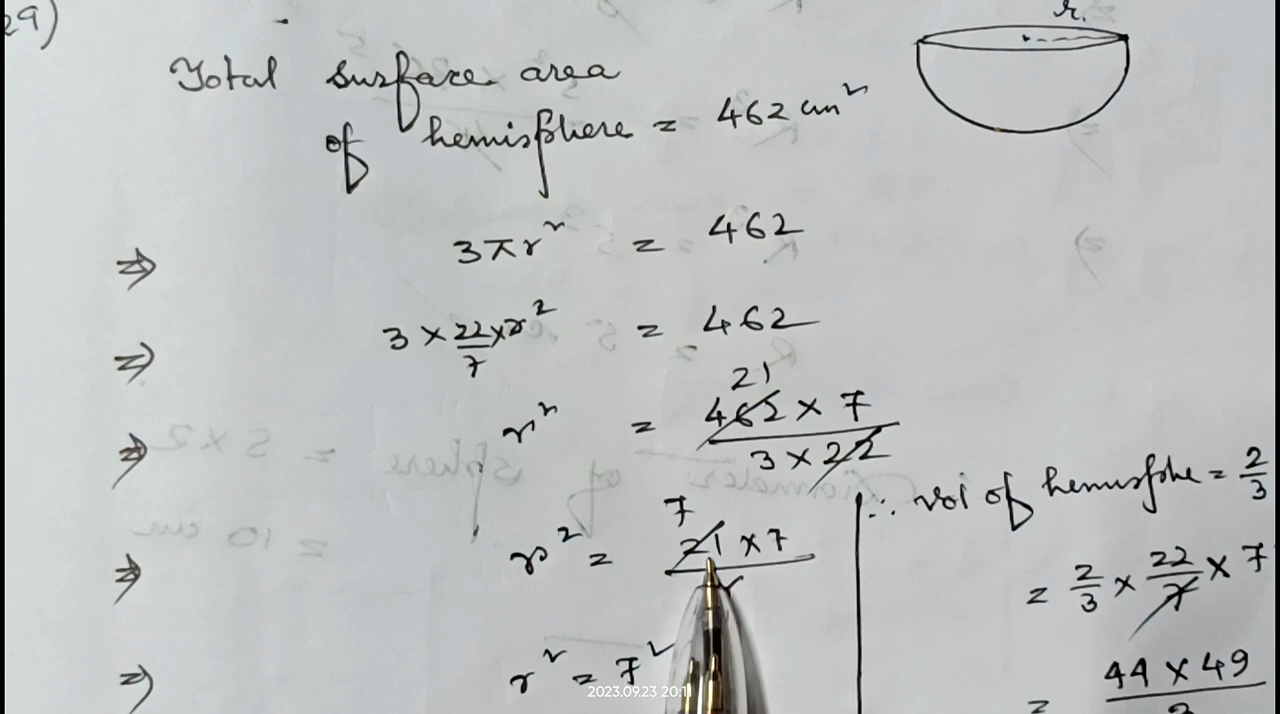 29)
r.
Total surface area
of hemisphere = 462 cm²
⇒ 3πr² = 462
⇒ 3 × 22/7 × r² = 462
21
⇒ r² = 462 × 7 / 3 × 22
7
⇒ r² = 21 × 7
⇒ r² = 7²
∴ vol of hemisphe = 2/3
= 2/3 × 22/7 × 7
= 44 × 49
2023.09.23 20:11